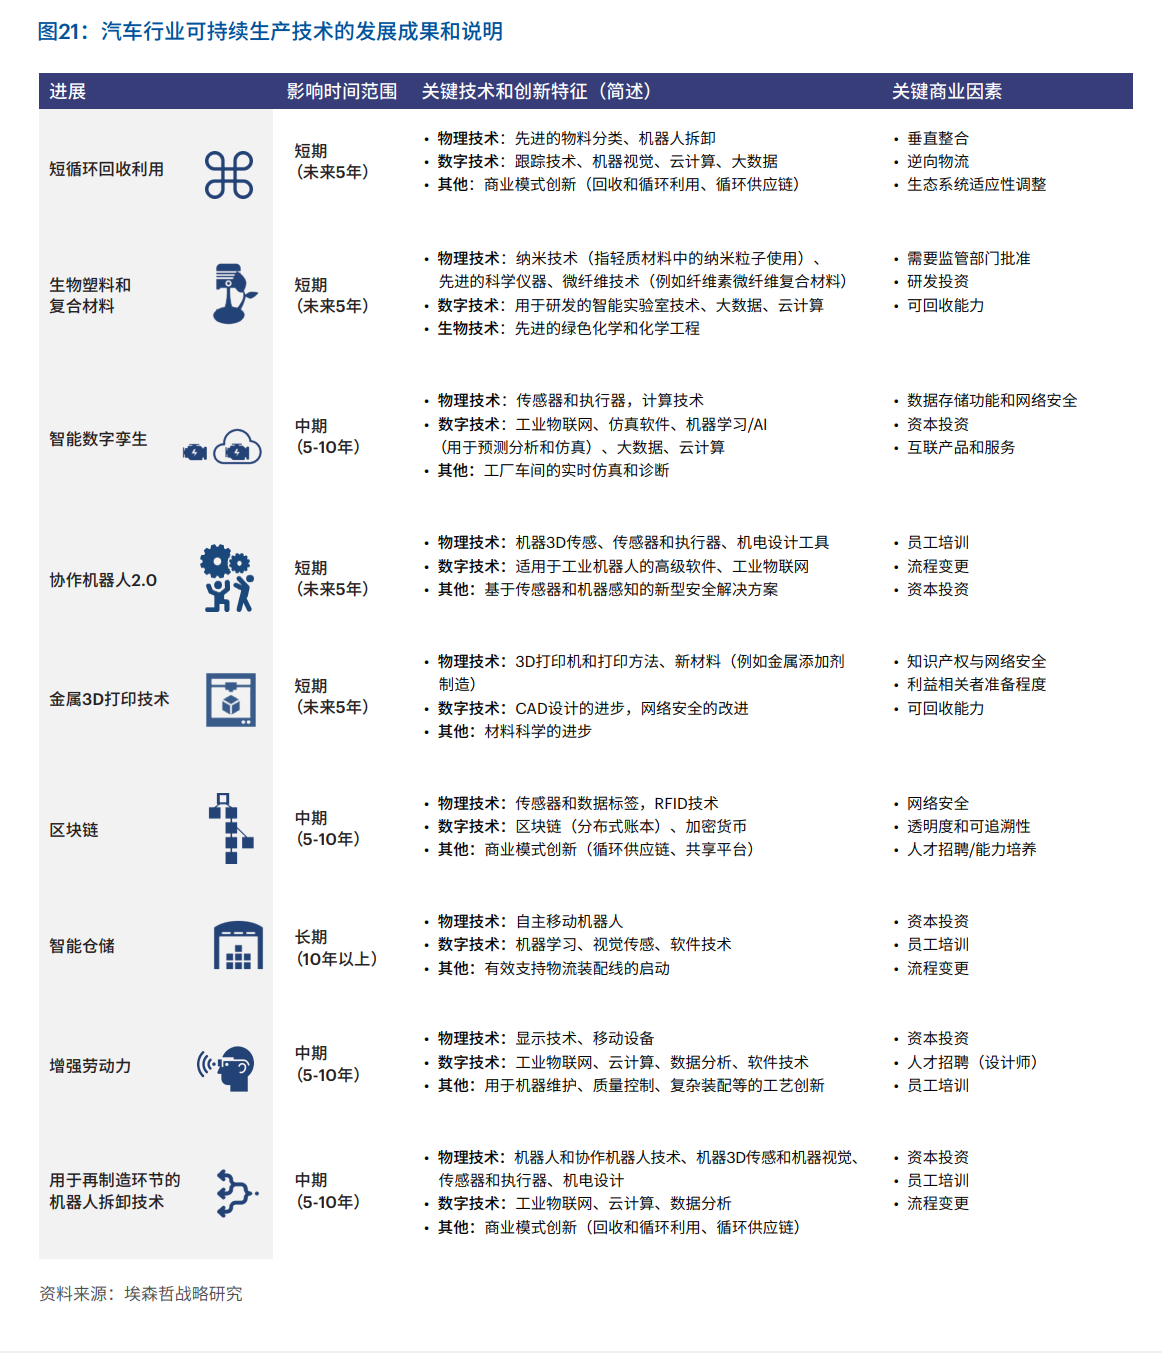 图21：汽车行业可持续生产技术的发展成果和说明
进展 影响时间范围 关键技术和创新特征（简述） 关键商业因素
短循环回收利用
短期
（未来5年）
• 物理技术：先进的物料分类、机器人拆卸
• 数字技术：跟踪技术、机器视觉、云计算、大数据
• 其他：商业模式创新（回收和循环利用、循环供应链）
• 垂直整合
• 逆向物流
• 生态系统适应性调整
生物塑料和
复合材料
短期
（未来5年）
• 物理技术：纳米技术（指轻质材料中的纳米粒子使用）、
先进的科学仪器、微纤维技术（例如纤维素微纤维复合材料）
• 数字技术：用于研发的智能实验室技术、大数据、云计算
• 生物技术：先进的绿色化学和化学工程
• 需要监管部门批准
• 研发投资
• 可回收能力
智能数字孪生
中期
（5-10年）
• 物理技术：传感器和执行器，计算技术
• 数字技术：工业物联网、仿真软件、机器学习/AI
（用于预测分析和仿真）、大数据、云计算
• 其他：工厂车间的实时仿真和诊断
• 数据存储功能和网络安全
• 资本投资
• 互联产品和服务
协作机器人2.0
短期
（未来5年）
• 物理技术：机器3D传感、传感器和执行器、机电设计工具
• 数字技术：适用于工业机器人的高级软件、工业物联网
• 其他：基于传感器和机器感知的新型安全解决方案
• 员工培训
• 流程变更
• 资本投资
金属3D打印技术
短期
（未来5年）
• 物理技术：3D打印机和打印方法、新材料（例如金属添加剂
制造）
• 数字技术：CAD设计的进步，网络安全的改进
• 其他：材料科学的进步
• 知识产权与网络安全
• 利益相关者准备程度
• 可回收能力
区块链
中期
（5-10年）
• 物理技术：传感器和数据标签，RFID技术
• 数字技术：区块链（分布式账本）、加密货币
• 其他：商业模式创新（循环供应链、共享平台）
• 网络安全
• 透明度和可追溯性
• 人才招聘/能力培养
智能仓储
长期
（10年以上）
• 物理技术：自主移动机器人
• 数字技术：机器学习、视觉传感、软件技术
• 其他：有效支持物流装配线的启动
• 资本投资
• 员工培训
• 流程变更
增强劳动力
中期
（5-10年）
• 物理技术：显示技术、移动设备
• 数字技术：工业物联网、云计算、数据分析、软件技术
• 其他：用于机器维护、质量控制、复杂装配等的工艺创新
• 资本投资
• 人才招聘（设计师）
• 员工培训
用于再制造环节的
机器人拆卸技术
中期
（5-10年）
• 物理技术：机器人和协作机器人技术、机器3D传感和机器视觉、
传感器和执行器、机电设计
• 数字技术：工业物联网、云计算、数据分析
• 其他：商业模式创新（回收和循环利用、循环供应链）
• 资本投资
• 员工培训
• 流程变更
资料来源：埃森哲战略研究